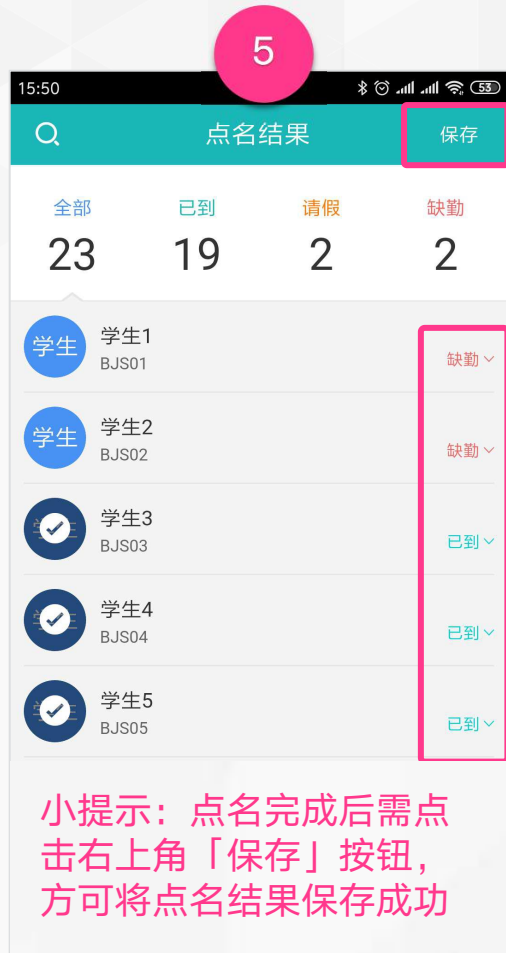 5
15:50
53
点名结果
保存
全部
已到
请假
缺勤
23
19
2
2
学生
学生1
BJS01
缺勤
学生
学生2
BJS02
缺勤
学生3
BJS03
已到
学生4
BJS04
已到
学生5
BJS05
已到
小提示：点名完成后需点
击右上角「保存」按钮，
方可将点名结果保存成功